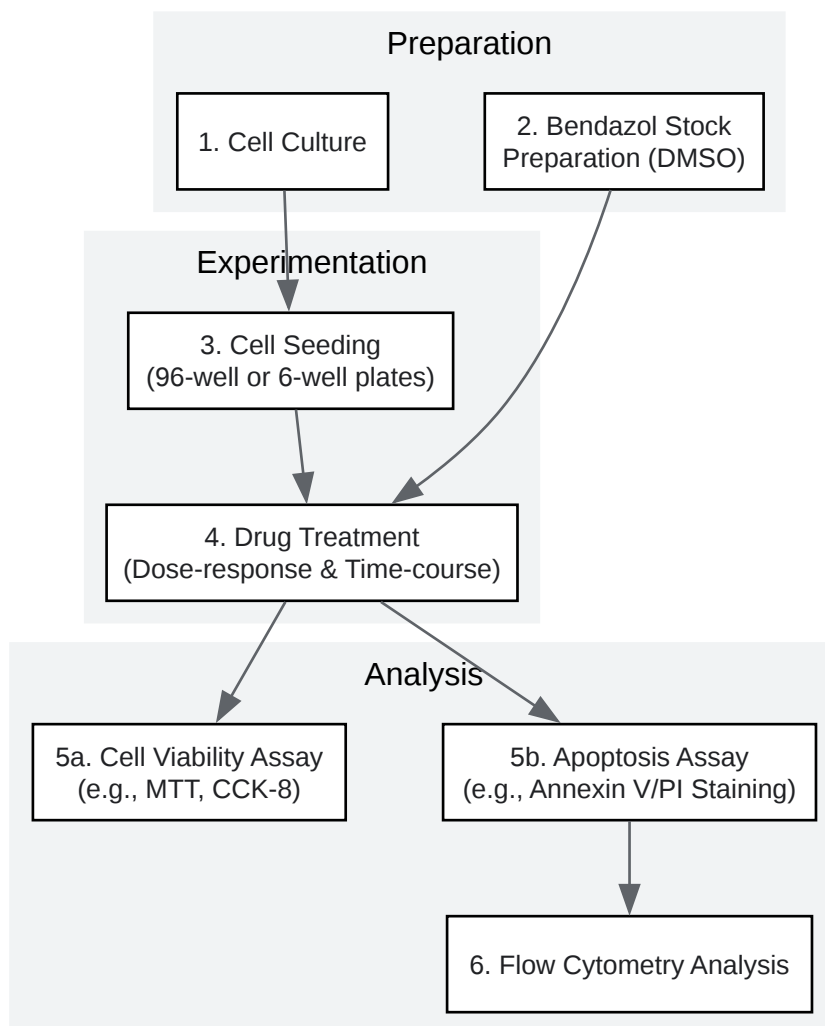 Preparation
1. Cell Culture
2. Bendazol Stock
Preparation (DMSO)
Experimentation
3. Cell Seeding
(96-well or 6-well plates)
4. Drug Treatment
(Dose-response & Time-course)
Analysis
5a. Cell Viability Assay
(e.g., MTT, CCK-8)
5b. Apoptosis Assay
(e.g., Annexin V/PI Staining)
6. Flow Cytometry Analysis